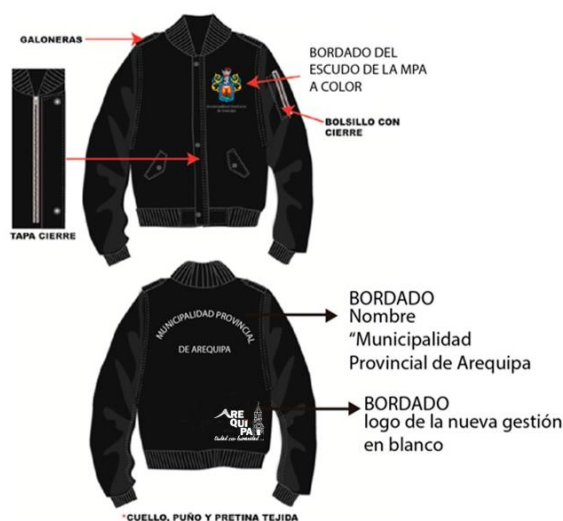 GALONERAS
BORDADO DEL
ESCUDO DE LA MPA
A COLOR
BOLSILLO CON
CIERRE
TAPA CIERRE
MUNICIPALIDAD PROVINCIAL
DE AREQUIPA
BORDADO
Nombre
“Municipalidad
Provincial de Arequipa
AREQUIPA
BORDADO
logo de la nueva gestión
en blanco
*CUELLO, PUÑO Y PRETINA TEJIDA